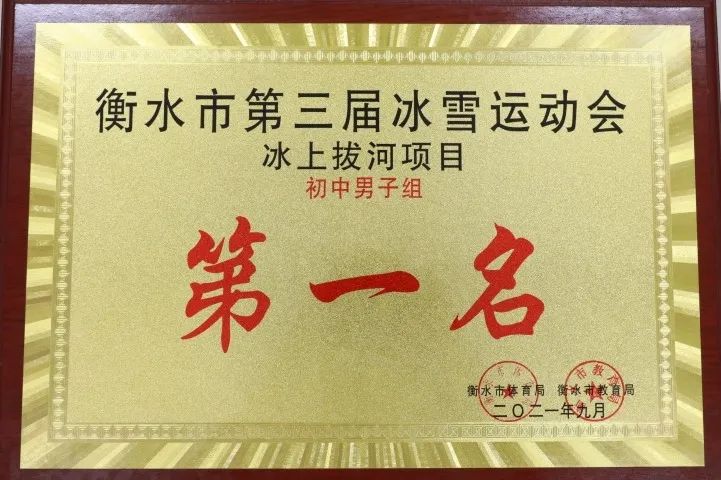 衡水市第三届冰雪运动会
冰上拔河项目
初中男子组
第一名
衡水市体育局 衡水市教育局
二〇二一年九月